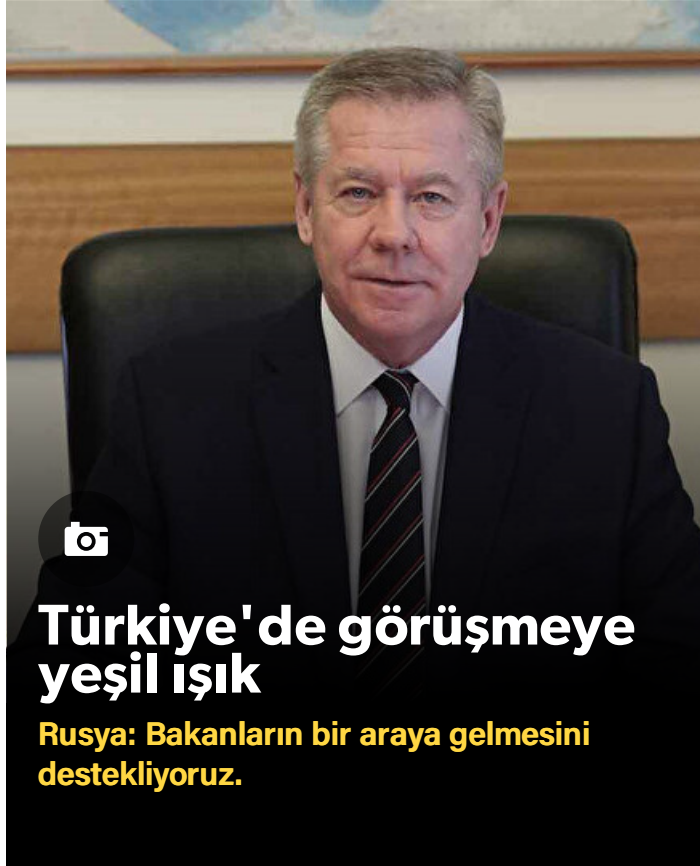 Türkiye'de görüşmeye
yeşil ışık
Rusya: Bakanların bir araya gelmesini
destekliyoruz.